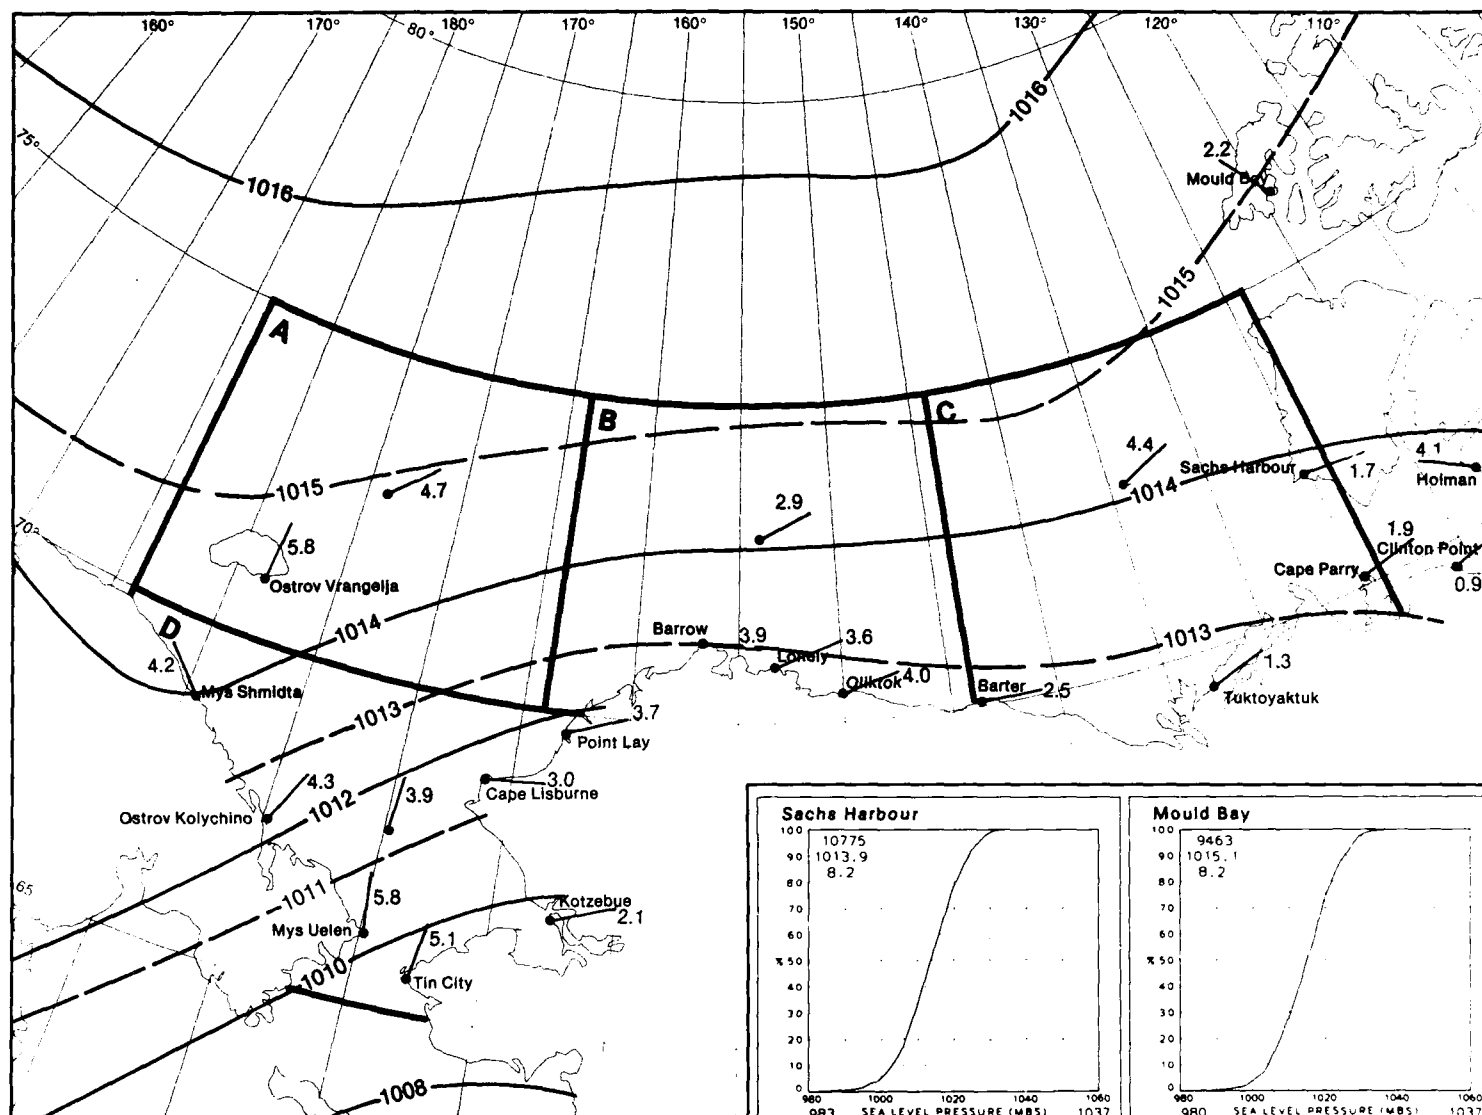 160° 170° 80° 170° 160° 150° 140° 130° 120° 110°
75°
1016
1016
2.2
Mould Bay
1015
A
B
C
4.7
1015
4.4
Sachs Harbour
1.7
4.1
Holman
1014
2.9
70°
5.8
Ostrov Vrangelja
1.9
Clinton Point
Cape Parry
0.9
D
1014
Barrow
3.9
3.6
Lonely
1013
4.2
Mys Shmidta
Oliktok
4.0
Barter
2.5
1.3
Tuktoyaktuk
1013
3.7
Point Lay
4.3
3.9
3.0
Cape Lisburne
1012
Ostrov Kolychino
65
1011
5.8
Kotzebue
2.1
Mys Uelen
5.1
1010
Tin City
1008
Sachs Harbour
10775
1013.9
8.2
100
90
80
70
60
% 50
40
30
20
10
0
980 1000 1020 1040 1060
983 SEA LEVEL PRESSURE (MBS) 1037
Mould Bay
9463
1015.1
8.2
100
90
80
70
60
% 50
40
30
20
10
0
980 1000 1020 1040 1060
980 SEA LEVEL PRESSURE (MBS)